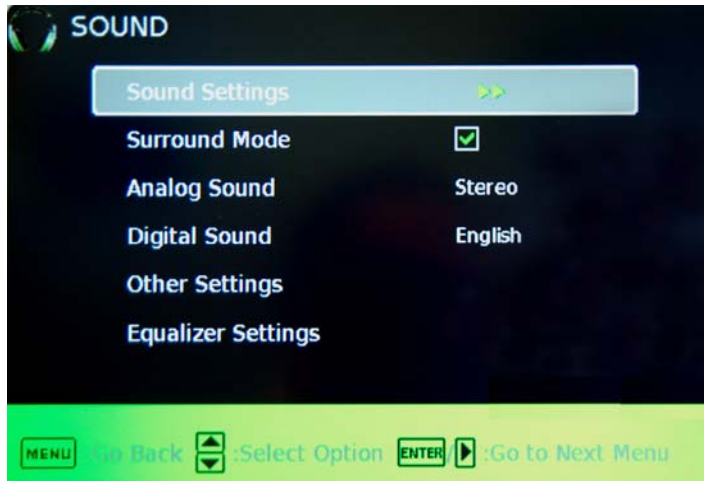 SOUND
Sound Settings
Surround Mode
Analog Sound Stereo
Digital Sound English
Other Settings
Equalizer Settings
MENU :Go Back :Select Option ENTER/ :Go to Next Menu